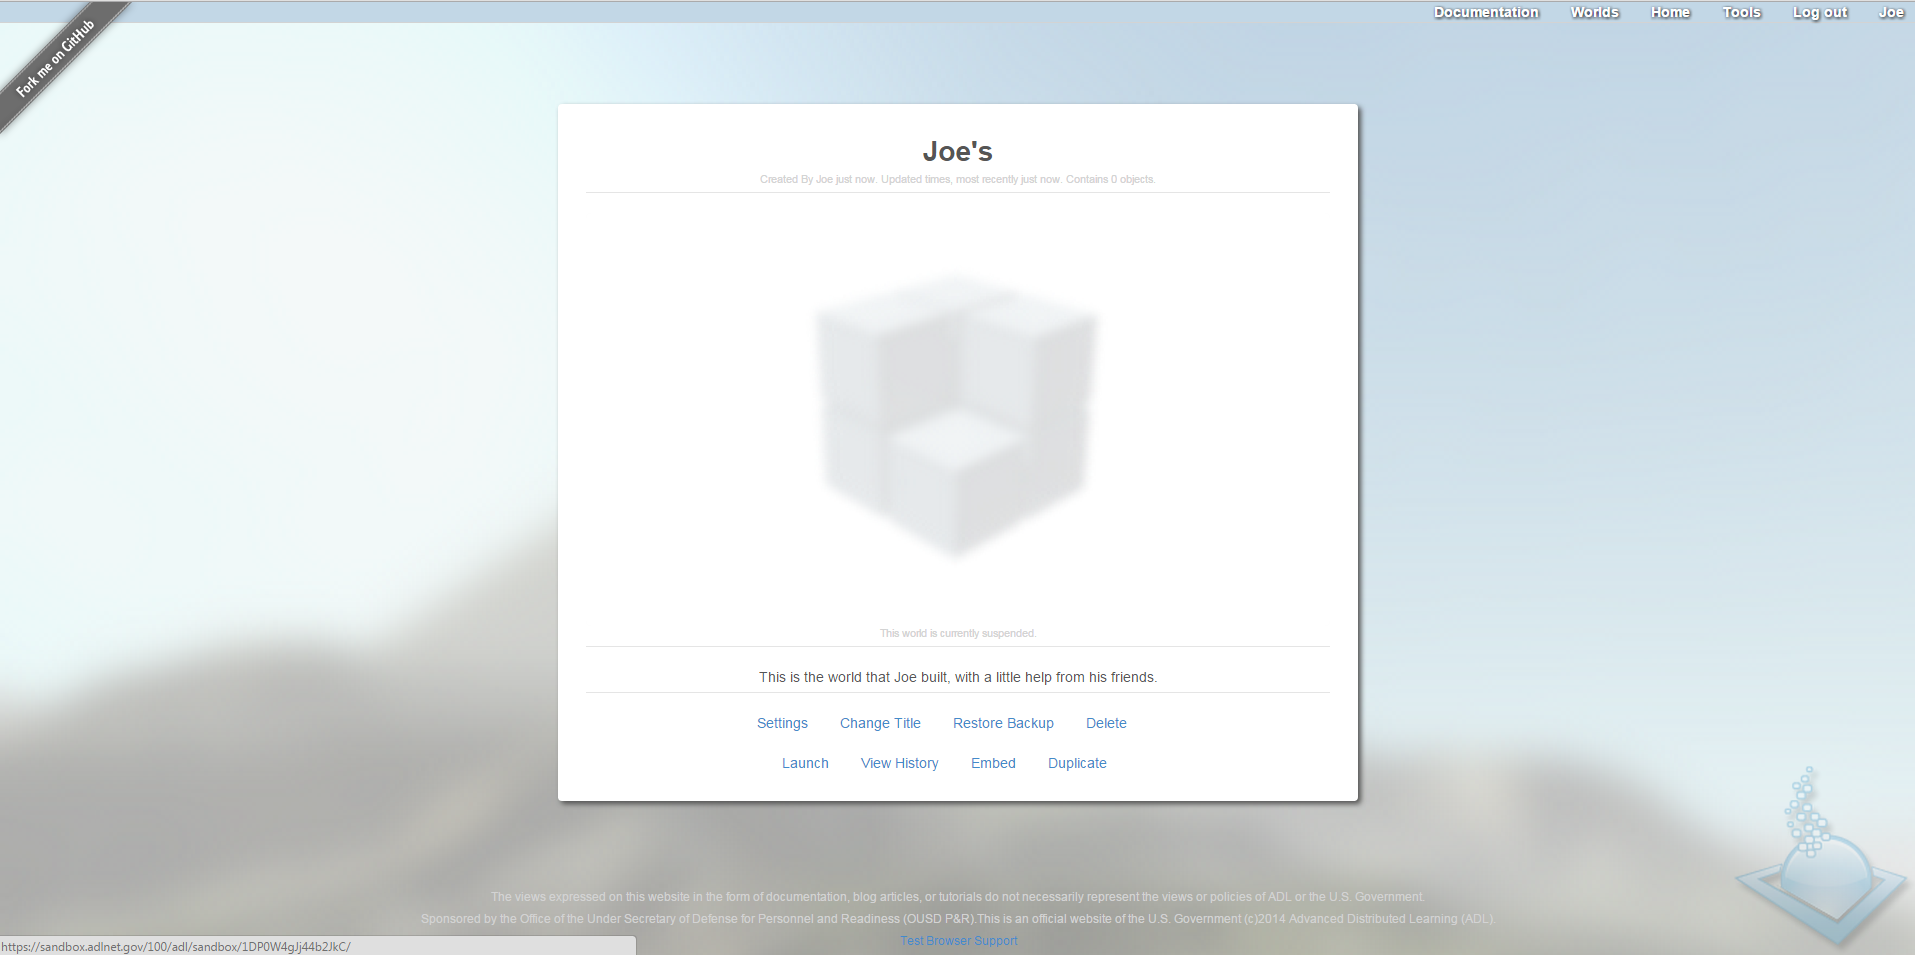 Documentation Worlds Home Tools Log out Joe
Fork me on GitHub
Joe's
Created By Joe just now. Updated times, most recently just now. Contains 0 objects.
This world is currently suspended.
This is the world that Joe built, with a little help from his friends.
Settings Change Title Restore Backup Delete
Launch View History Embed Duplicate
The views expressed on this website in the form of documentation, blog articles, or tutorials do not necessarily represent the views or policies of ADL or the U.S. Government.
Sponsored by the Office of the Under Secretary of Defense for Personnel and Readiness (OUSD P&R).This is an official website of the U.S. Government (c)2014 Advanced Distributed Learning (ADL).
Test Browser Support
https://sandbox.adlnet.gov/100/adl/sandbox/1DP0W4gJj44b2JkC/